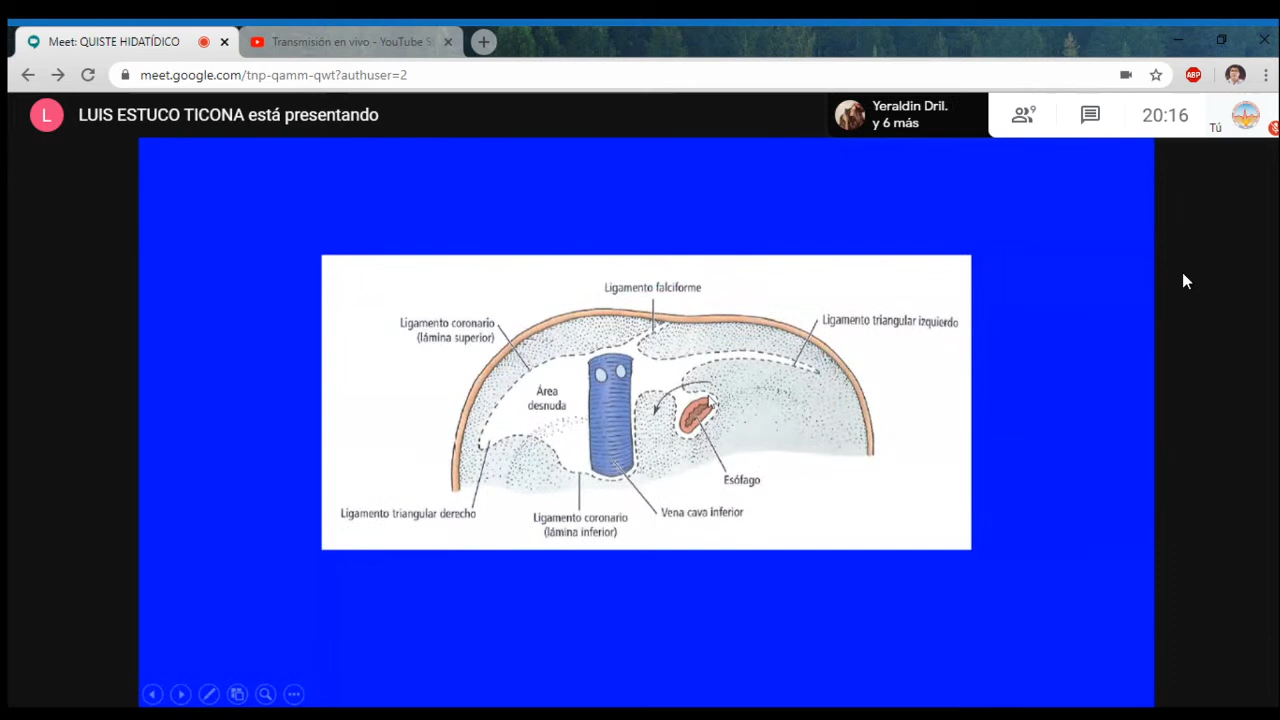 Meet: QUISTE HIDATÍDICO
Transmisión en vivo - YouTube S
meet.google.com/tnp-qamm-qwt?authuser=2
ABP
L
LUIS ESTUCO TICONA está presentando
Yeraldin Dril.
y 6 más
9
20:16
Tú
Ligamento falciforme
Ligamento coronario
(lámina superior)
Ligamento triangular izquierdo
Área
desnuda
Esófago
Ligamento triangular derecho
Ligamento coronario
(lámina inferior)
Vena cava inferior